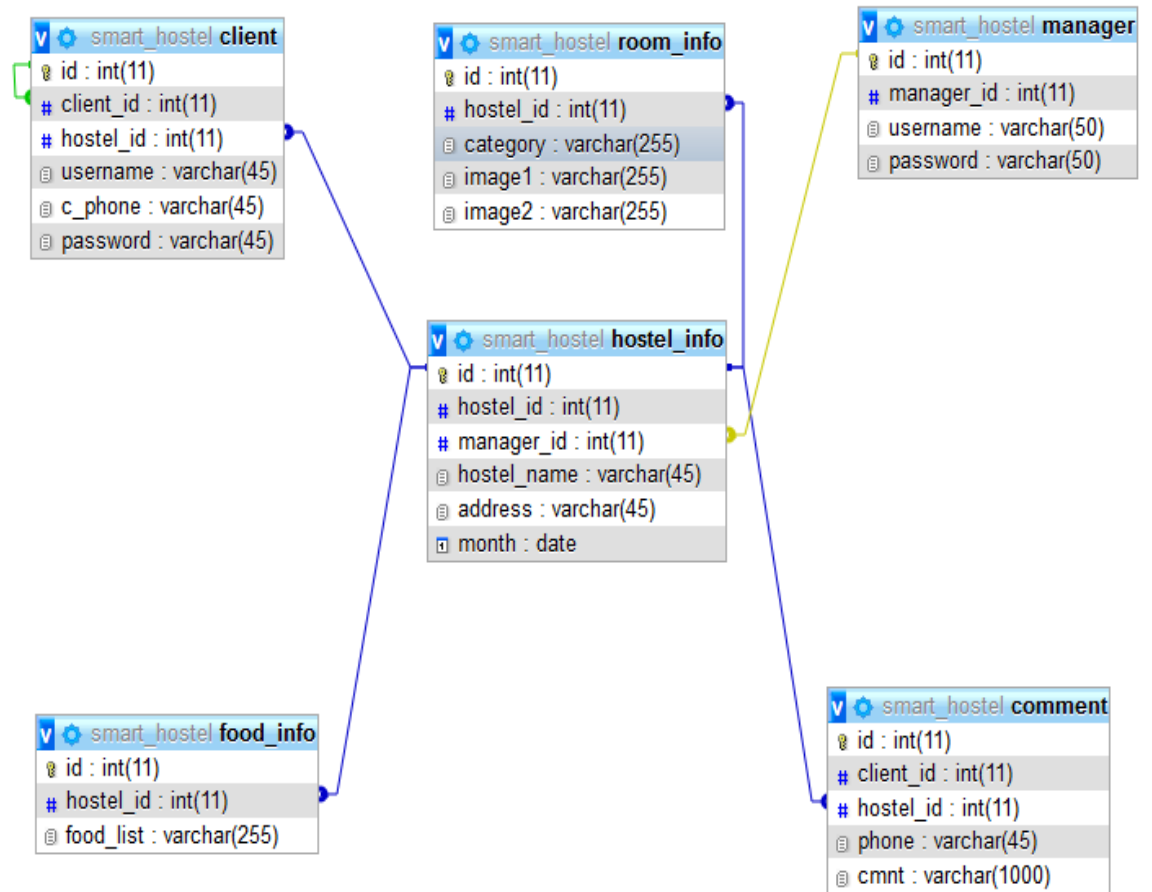 v smart_hostel client
id : int(11)
# client_id : int(11)
# hostel_id : int(11)
username : varchar(45)
c_phone : varchar(45)
password : varchar(45)
v smart_hostel room_info
id : int(11)
# hostel_id : int(11)
category : varchar(255)
image1 : varchar(255)
image2 : varchar(255)
v smart_hostel manager
id : int(11)
# manager_id : int(11)
username : varchar(50)
password : varchar(50)
v smart_hostel hostel_info
id : int(11)
# hostel_id : int(11)
# manager_id : int(11)
hostel_name : varchar(45)
address : varchar(45)
month : date
v smart_hostel food_info
id : int(11)
# hostel_id : int(11)
food_list : varchar(255)
v smart_hostel comment
id : int(11)
# client_id : int(11)
# hostel_id : int(11)
phone : varchar(45)
cmnt : varchar(1000)